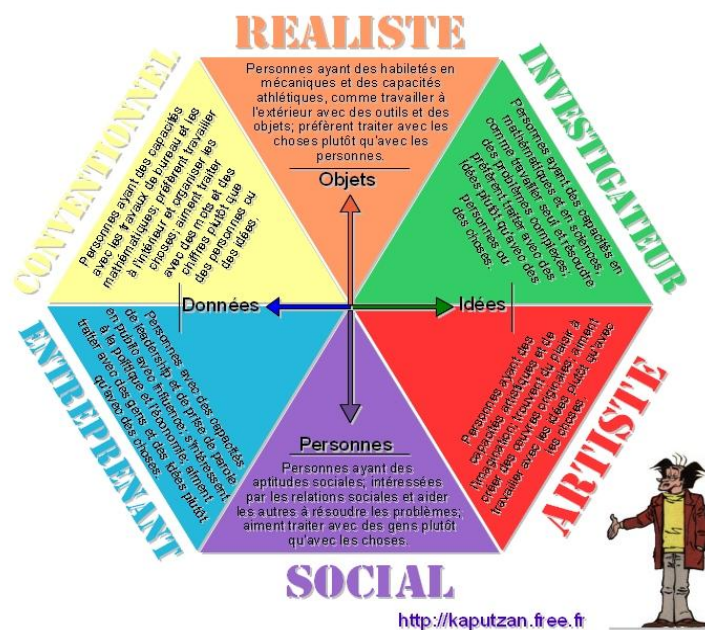 REALISTE
Personnes ayant des habiletés en
mécaniques et des capacités
athlétiques, comme travailler à
l'extérieur avec des outils et des
objets; préfèrent traiter avec les
choses plutôt qu'avec les
personnes.
Objets
INVESTIGATEUR
Personnes ayant des capacités en
mathématiques et en sciences,
comme travailler seul et résoudre
des problèmes complexes;
préfèrent traiter avec des
idées plutôt qu'avec des
personnes ou
des choses.
Idées
ARTISTE
Personnes ayant des
capacités artistiques et de
l'imagination; trouvent du plaisir à
créer des œuvres originales; aiment
travailler avec les idées plutôt qu'avec
les choses.
Personnes
Personnes ayant des
aptitudes sociales; intéressées
par les relations sociales et aider
les autres à résoudre les problèmes;
aiment traiter avec des gens plutôt
qu'avec les choses.
SOCIAL
ENTREPRENANT
Personnes avec des capacités
de leadership et de prise de parole
en public avec influence, s'intéressent
à la politique et l'économie, aiment
traiter avec des gens et des idées plutôt
qu'avec des choses.
Données
CONVENTIONNEL
Personnes ayant des capacités
avec les travaux de bureau et les
mathématiques; préfèrent travailler
à l'intérieur et organiser les
choses; aiment traiter
avec des mots et des
chiffres plutôt que
des personnes ou
des idées.
http://kaputzan.free.fr